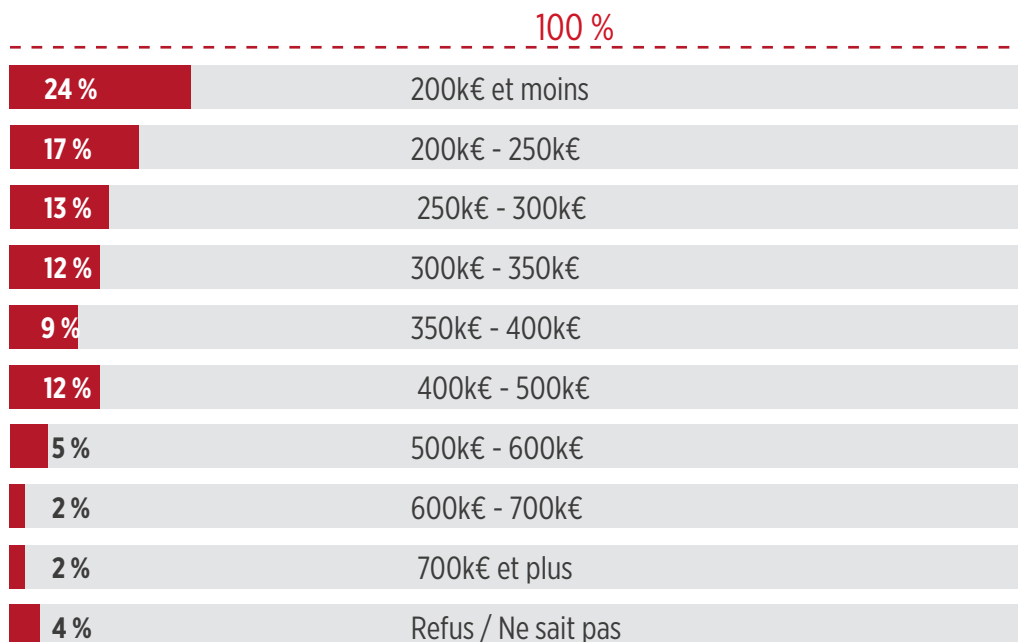 100 %
24 % 200k€ et moins
17 % 200k€ - 250k€
13 % 250k€ - 300k€
12 % 300k€ - 350k€
9 % 350k€ - 400k€
12 % 400k€ - 500k€
5 % 500k€ - 600k€
2 % 600k€ - 700k€
2 % 700k€ et plus
4 % Refus / Ne sait pas